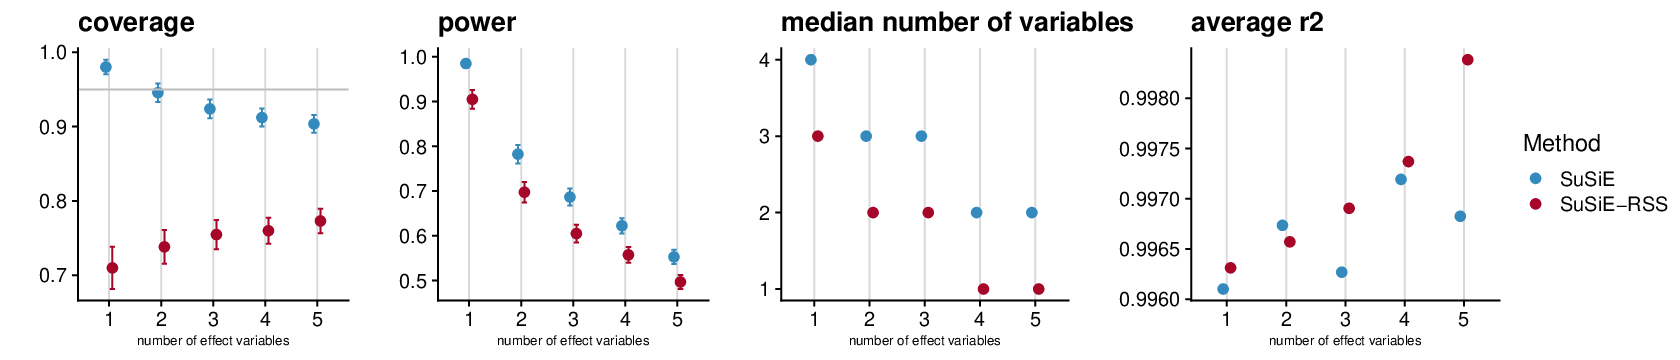 coverage
1.0
0.9
0.8
0.7
1 2 3 4 5
number of effect variables
power
1.0
0.9
0.8
0.7
0.6
0.5
1 2 3 4 5
number of effect variables
median number of variables
4
3
2
1
1 2 3 4 5
number of effect variables
average r2
0.9980
0.9975
0.9970
0.9965
0.9960
1 2 3 4 5
number of effect variables
Method
SuSiE
SuSiE−RSS